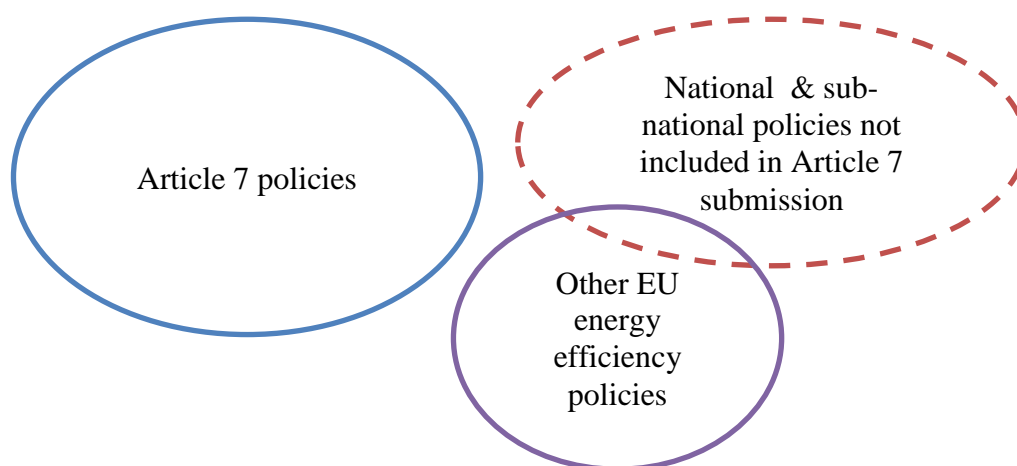 Article 7 policies
National & sub-
national policies not
included in Article 7
submission
Other EU
energy
efficiency
policies